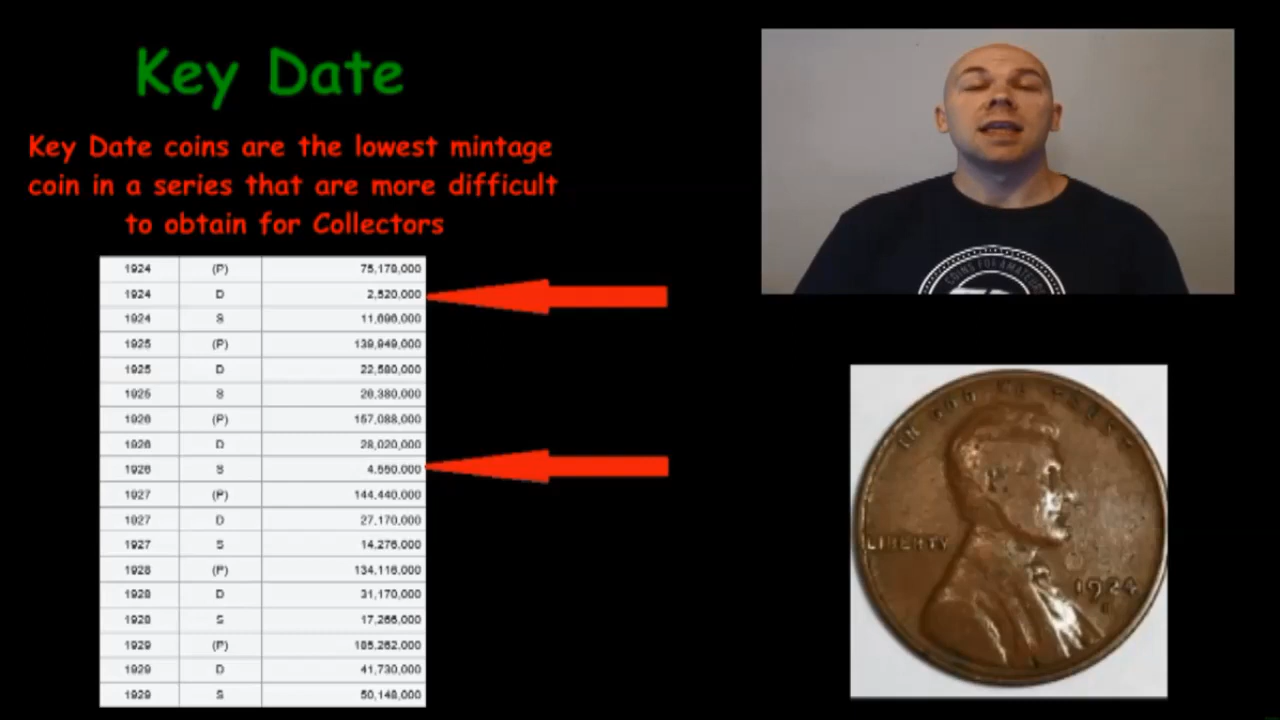 Key Date
Key Date coins are the lowest mintage
coin in a series that are more difficult
to obtain for Collectors
1924 (P) 75,178,000
1924 D 2,520,000
1924 S 11,696,000
1925 (P) 139,949,000
1925 D 22,580,000
1925 S 26,380,000
1926 (P) 157,088,000
1926 D 28,020,000
1926 S 4,550,000
1927 (P) 144,440,000
1927 D 27,170,000
1927 S 14,276,000
1928 (P) 134,116,000
1928 D 31,170,000
1928 S 17,266,000
1929 (P) 185,262,000
1929 D 41,730,000
1929 S 50,148,000
COINS FOR AMATEURS
IN GOD WE TRUST
LIBERTY
1924